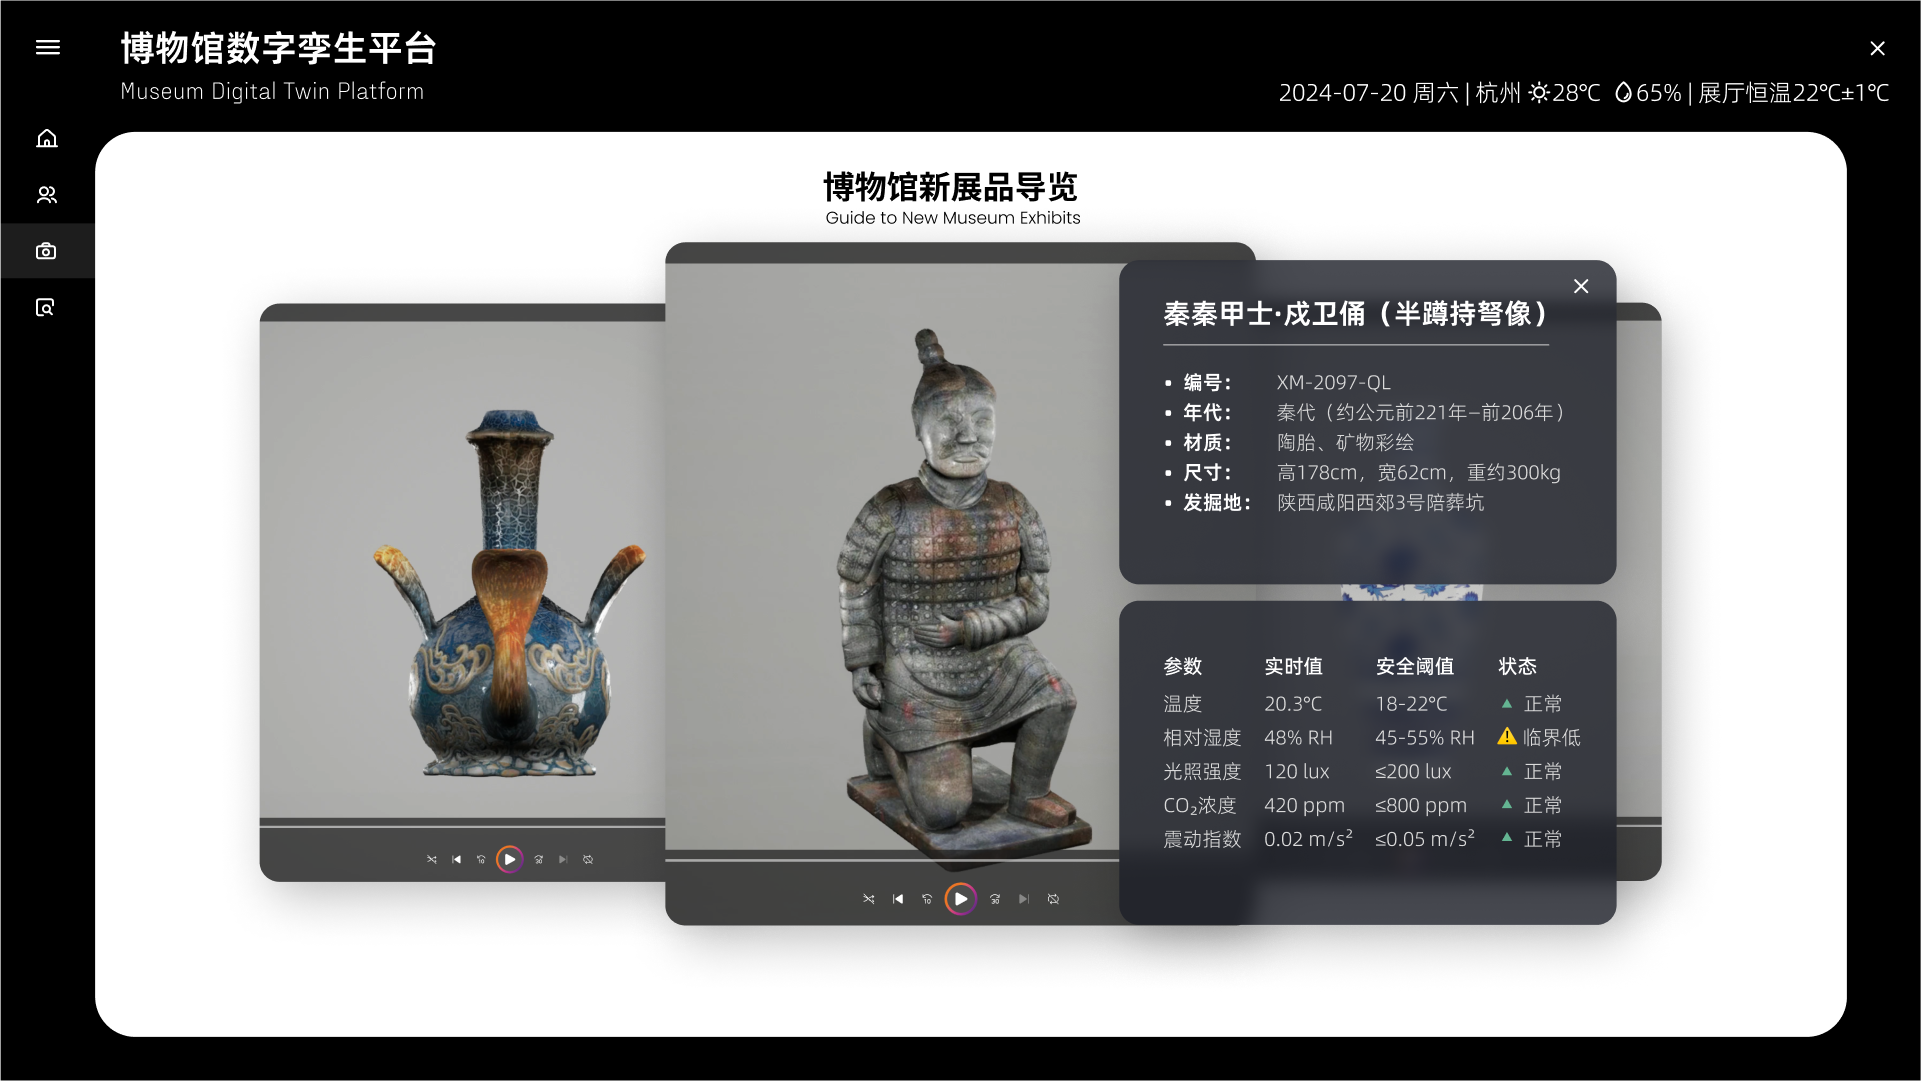 博物馆数字孪生平台
Museum Digital Twin Platform
2024-07-20 周六 | 杭州 28℃ 65% | 展厅恒温22℃±1℃
博物馆新展品导览
Guide to New Museum Exhibits
秦秦甲士·戍卫俑（半蹲持弩像）
• 编号： XM-2097-QL
• 年代： 秦代（约公元前221年—前206年）
• 材质： 陶胎、矿物彩绘
• 尺寸： 高178cm，宽62cm，重约300kg
• 发掘地： 陕西咸阳西郊3号陪葬坑
参数 实时值 安全阈值 状态
温度 20.3℃ 18-22℃ ▲ 正常
相对湿度 48% RH 45-55% RH ⚠ 临界低
光照强度 120 lux ≤200 lux ▲ 正常
CO₂浓度 420 ppm ≤800 ppm ▲ 正常
震动指数 0.02 m/s² ≤0.05 m/s² ▲ 正常
10
30
10
30